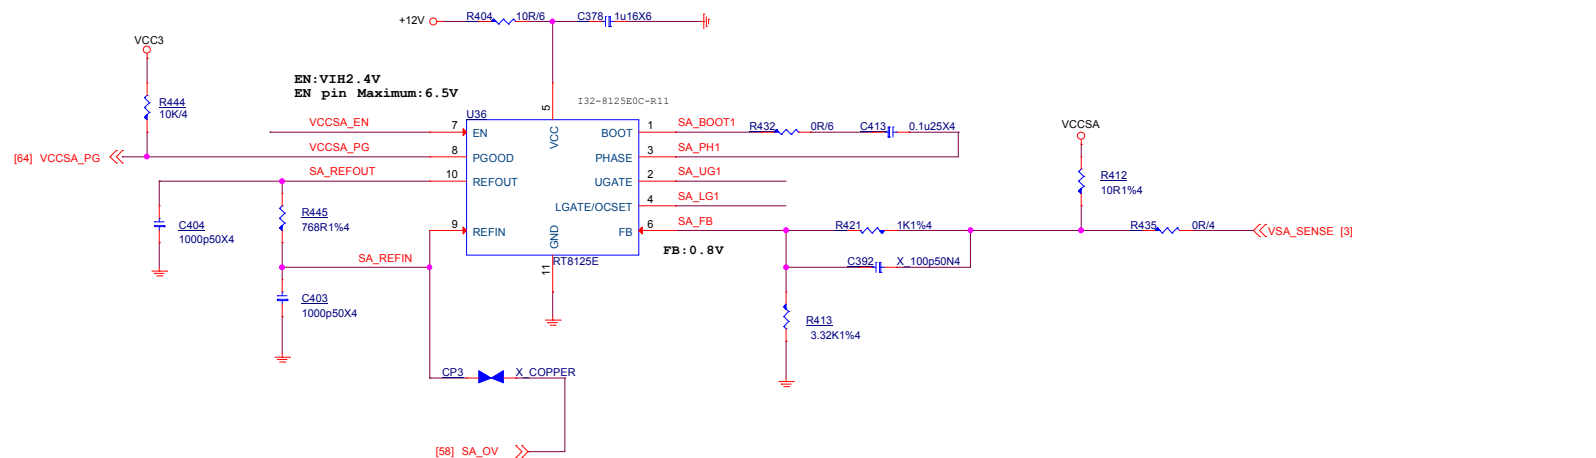 +12V
R404
10R/6
C378
1u16X6
VCC3
EN:VIH2.4V
EN pin Maximum:6.5V
R444
10K/4
I32-8125E0C-R11
U36
5
VCC
VCCSA_EN
7
EN
BOOT
1
SA_BOOT1
R432
0R/6
C413
0.1u25X4
VCCSA
[64] VCCSA_PG
VCCSA_PG
8
PGOOD
PHASE
3
SA_PH1
SA_REFOUT
10
REFOUT
UGATE
2
SA_UG1
R412
10R1%4
LGATE/OCSET
4
SA_LG1
C404
1000p50X4
R445
768R1%4
9
REFIN
GND
FB
6
SA_FB
R421
1K1%4
R435
0R/4
VSA_SENSE [3]
FB:0.8V
SA_REFIN
11
RT8125E
C392
X_100p50N4
C403
1000p50X4
R413
3.32K1%4
CP3
X_COPPER
[58] SA_OV